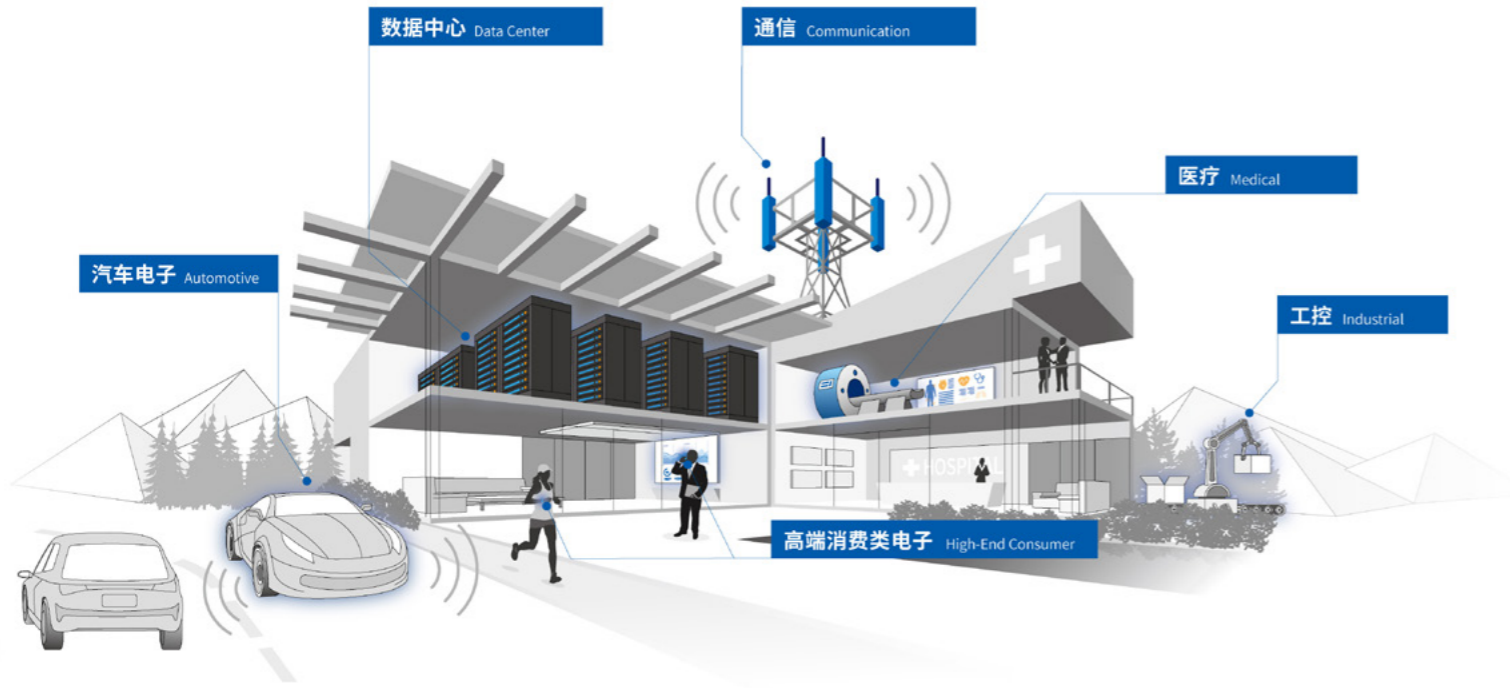 数据中心 Data Center
通信 Communication
医疗 Medical
汽车电子 Automotive
工控 Industrial
HOSPITAL
高端消费类电子 High-End Consumer